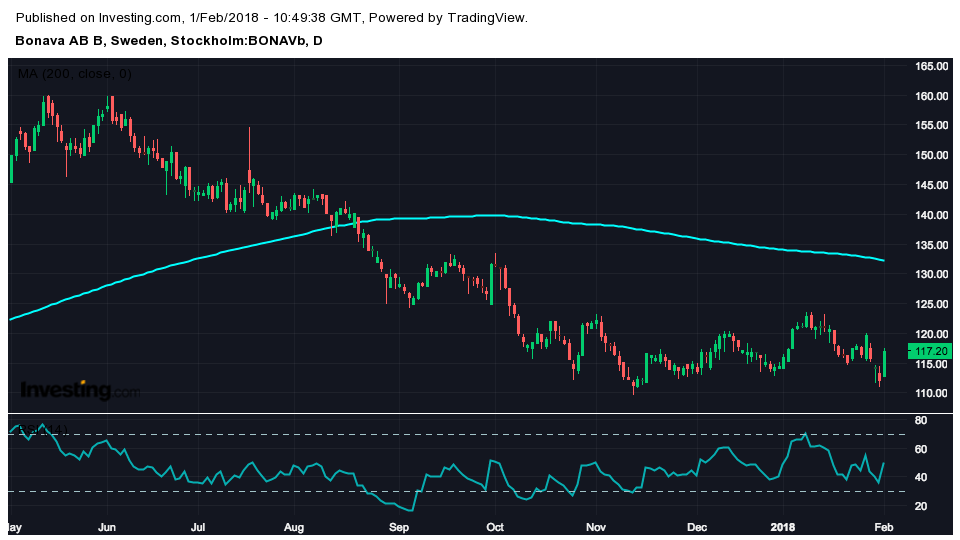 Published on Investing.com, 1/Feb/2018 - 10:49:38 GMT, Powered by TradingView.
Bonava AB B, Sweden, Stockholm:BONAVb, D
MA (200, close, 0)
165.00
160.00
155.00
150.00
145.00
140.00
135.00
130.00
125.00
120.00
117.20
115.00
110.00
Investing.com
RSI (14)
80
60
40
20
May Jun Jul Aug Sep Oct Nov Dec 2018 Feb